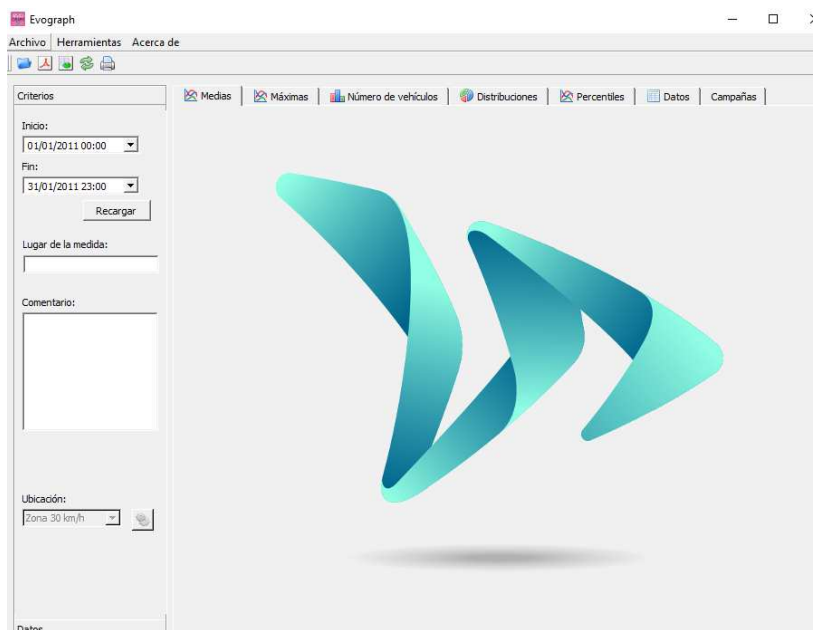 Evograph
Archivo Herramientas Acerca de
Criterios
Medias Máximas Número de vehículos Distribuciones Percentiles Datos Campañas
Inicio:
01/01/2011 00:00
Fin:
31/01/2011 23:00
Recargar
Lugar de la medida:
Comentario:
Ubicación:
Zona 30 km/h
Datos